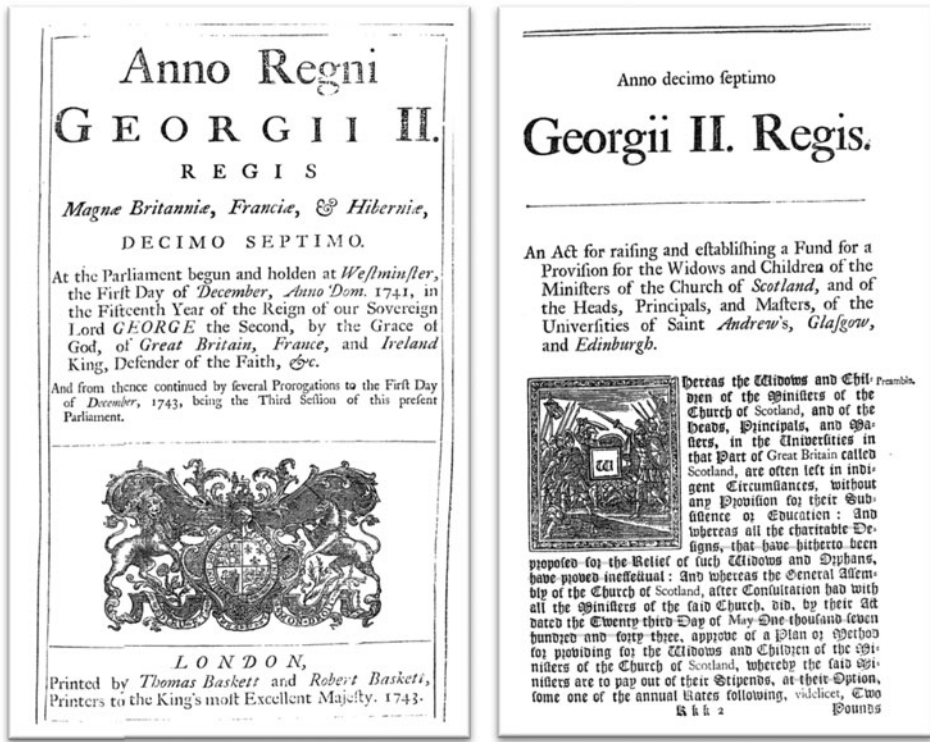 Anno Regni
GEORGII II.
REGIS
Magnæ Britanniæ, Franciæ, & Hiberniæ,
DECIMO SEPTIMO.
At the Parliament begun and holden at Weſtminſter,
the Firſt Day of December, Anno Dom. 1741, in
the Fifteenth Year of the Reign of our Sovereign
Lord GEORGE the Second, by the Grace of
God, of Great Britain, France, and Ireland
King, Defender of the Faith, &c.
And from thence continued by ſeveral Prorogations to the Firſt Day
of December, 1743, being the Third Seſſion of this preſent
Parliament.
LONDON,
Printed by Thomas Baskett and Robert Baskett,
Printers to the King's moſt Excellent Majeſty. 1743.
Anno decimo ſeptimo
Georgii II. Regis.
An Act for raiſing and eſtabliſhing a Fund for a
Proviſion for the Widows and Children of the
Miniſters of the Church of Scotland, and of
the Heads, Principals, and Maſters, of the
Univerſities of Saint Andrew's, Glaſgow,
and Edinburgh.
Whereas the Widows and Chil- Preamble.
dren of the Miniſters of the
Church of Scotland, and of the
Heads, Principals, and Ma-
ſters, in the Univerſities in
that Part of Great Britain called
Scotland, are often left in indi-
gent Circumſtances, without
any Proviſion for their Sub-
ſiſtence or Education: And
whereas all the charitable De-
ſigns, that have hitherto been
propoſed for the Relief of ſuch Widows and Orphans,
have proved ineffectual: And whereas the General Aſſem-
bly of the Church of Scotland, after Conſultation had with
all the Miniſters of the ſaid Church, did, by their Act
dated the Twenty third Day of May One thouſand ſeven
hundred and forty three, approve of a Plan or Method
for providing for the Widows and Children of the Mi-
niſters of the Church of Scotland, whereby the ſaid Mi-
niſters are to pay out of their Stipends, at their Option,
ſome one of the annual Rates following, videlicet, Two
K k k 2 Pounds